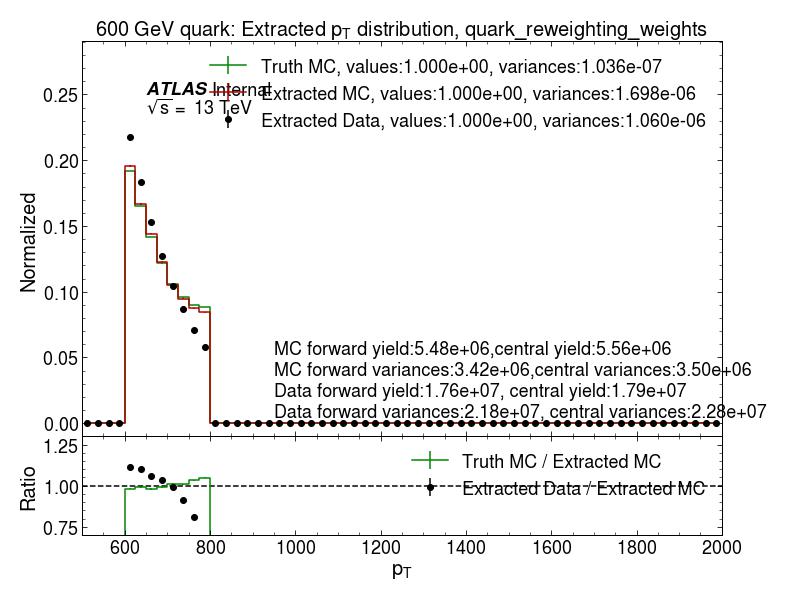 600 GeV quark: Extracted pT distribution, quark_reweighting_weights
Truth MC, values:1.000e+00, variances:1.036e-07
ATLAS Internal
Extracted MC, values:1.000e+00, variances:1.698e-06
√s = 13 TeV
Extracted Data, values:1.000e+00, variances:1.060e-06
Normalized
0.25
0.20
0.15
0.10
0.05
0.00
MC forward yield:5.48e+06,central yield:5.56e+06
MC forward variances:3.42e+06,central variances:3.50e+06
Data forward yield:1.76e+07, central yield:1.79e+07
Data forward variances:2.18e+07, central variances:2.28e+07
Ratio
1.25
1.00
0.75
Truth MC / Extracted MC
Extracted Data / Extracted MC
600 800 1000 1200 1400 1600 1800 2000
pT